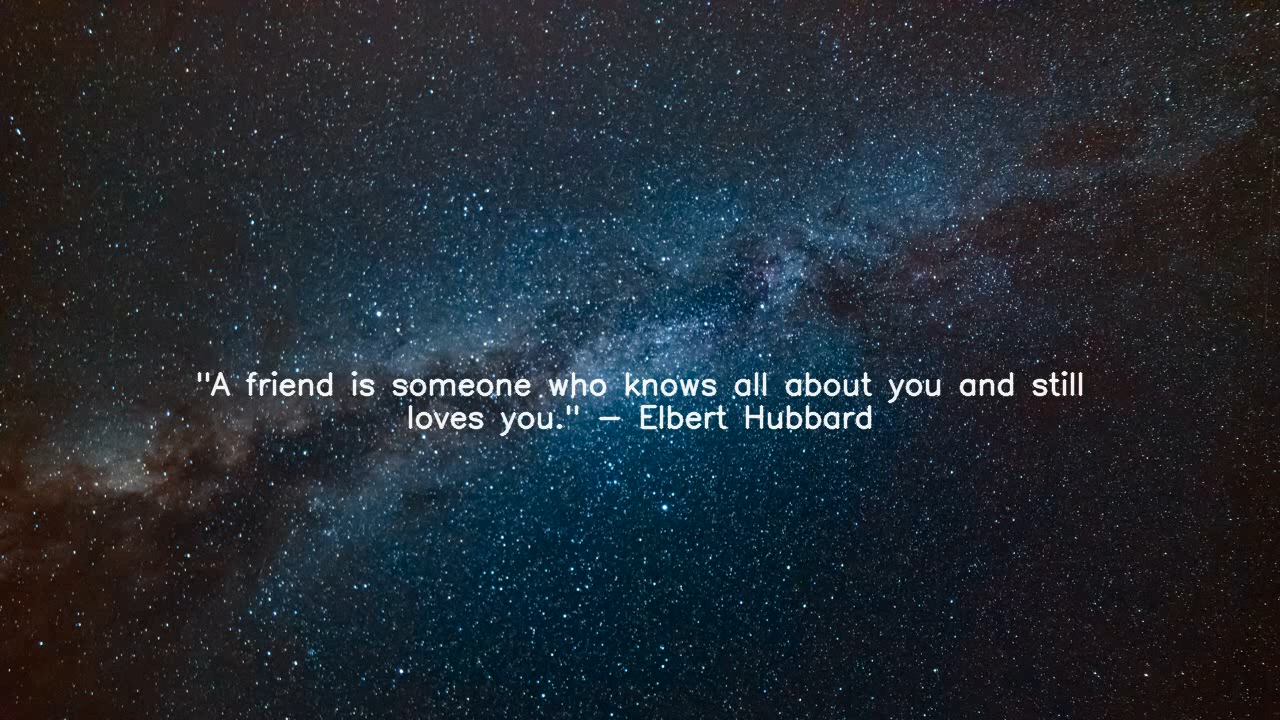 "A friend is someone who knows all about you and still
loves you." — Elbert Hubbard